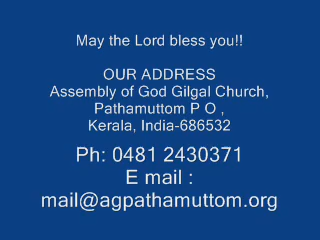 May the Lord bless you!!
OUR ADDRESS
Assembly of God Gilgal Church,
Pathamuttom P O ,
Kerala, India-686532
Ph: 0481 2430371
E mail :
mail@agpathamuttom.org